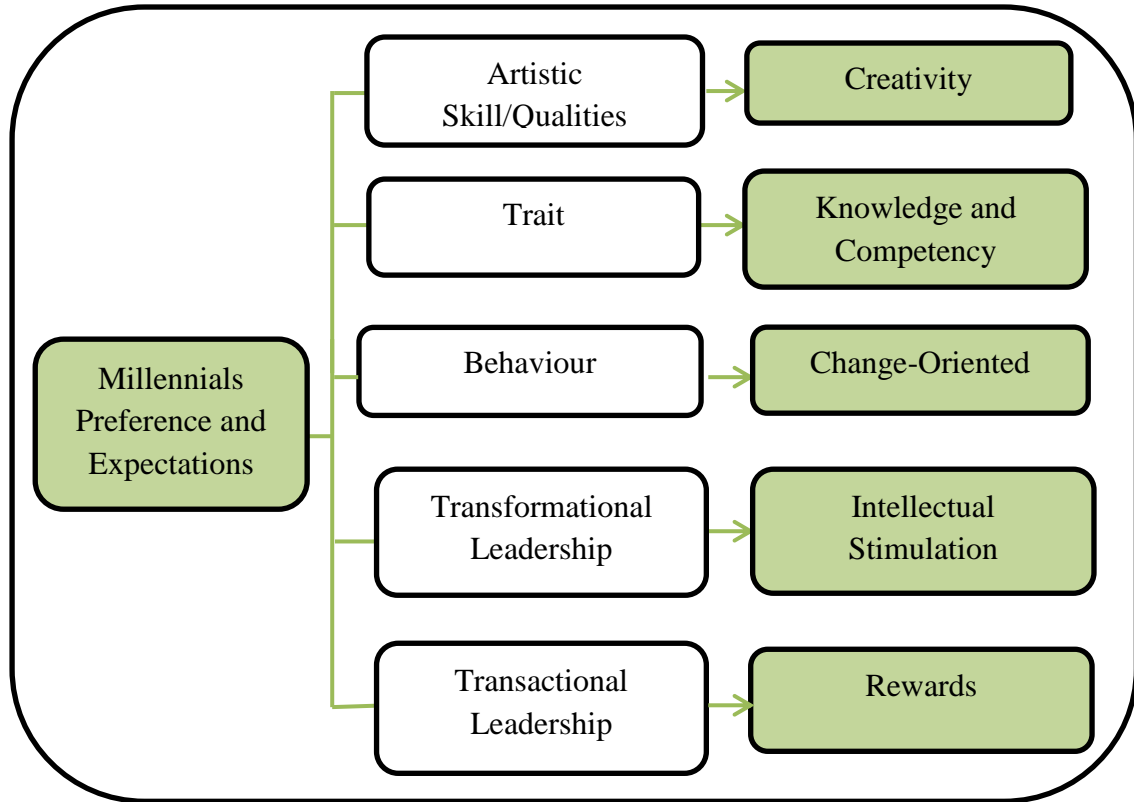 Artistic
Skill/Qualities
Creativity
Trait
Knowledge and
Competency
Millennials
Preference and
Expectations
Behaviour
Change-Oriented
Transformational
Leadership
Intellectual
Stimulation
Transactional
Leadership
Rewards